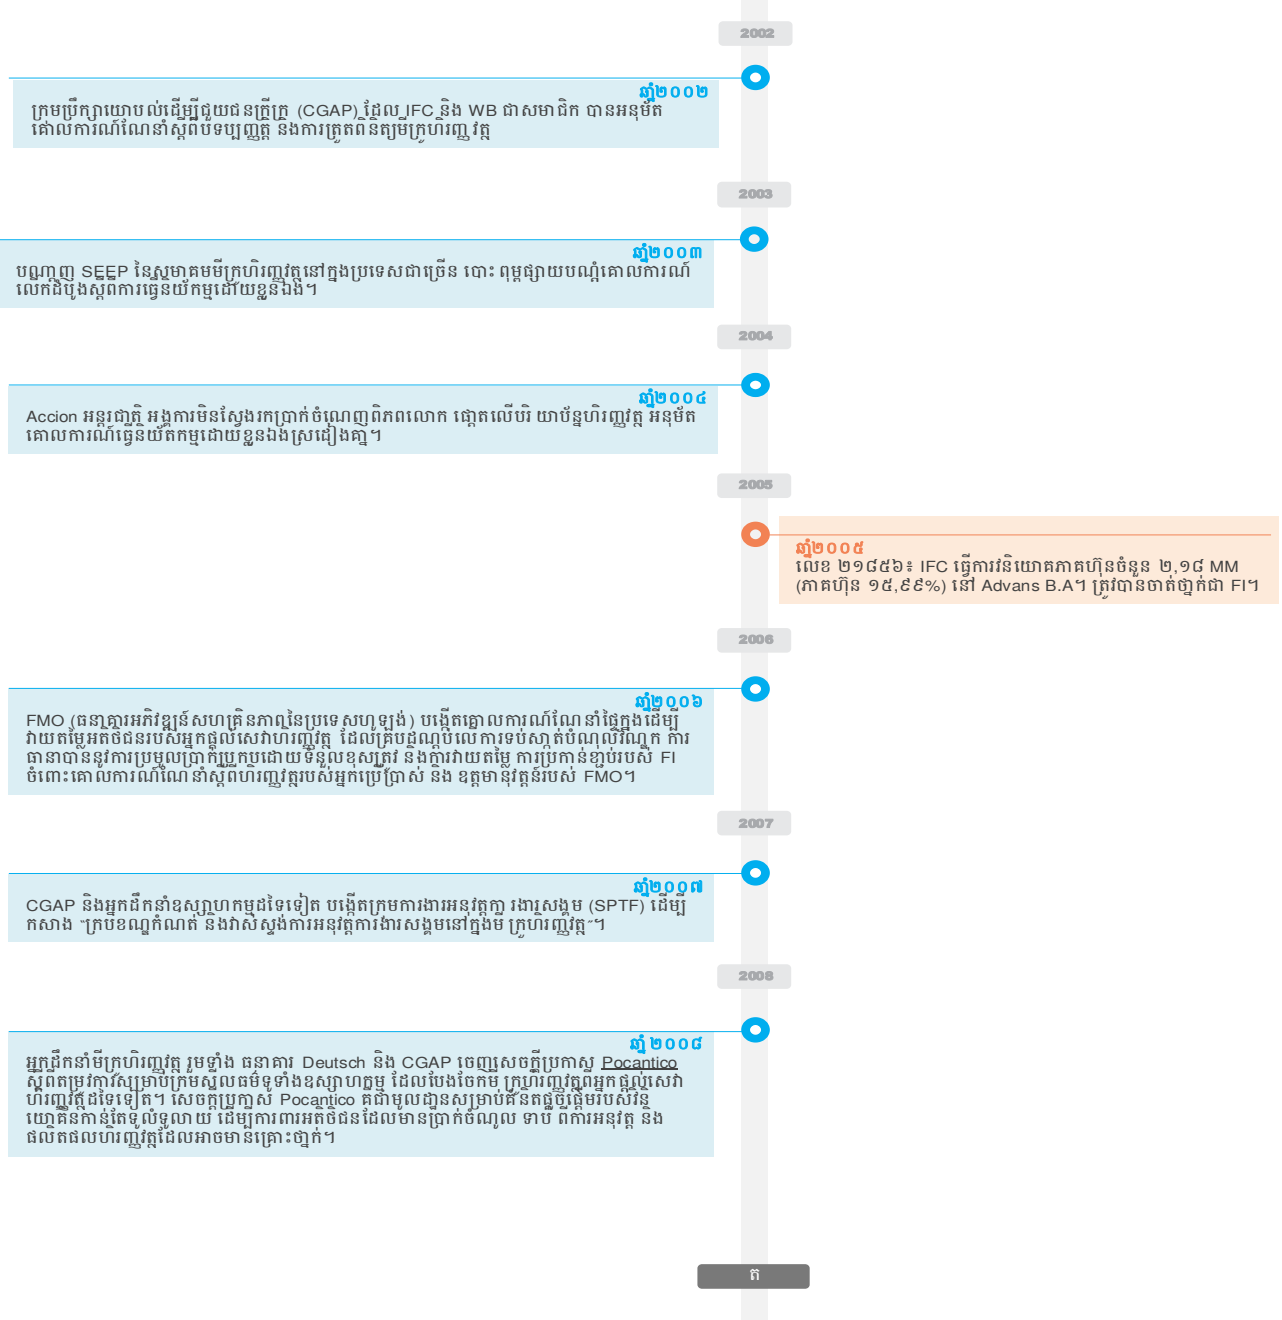 2002
ឆ្នាំ២០០២
ក្រុមប្រឹក្សាយោបល់ដើម្បីជួយជនក្រីក្រ (CGAP) ដែល IFC និង WB ជាសមាជិក បានអនុម័ត
គោលការណ៍ណែនាំស្តីពីបទប្បញ្ញត្តិ និងការត្រួតពិនិត្យមីក្រូហិរញ្ញវត្ថុ
2003
ឆ្នាំ២០០៣
បណ្តាញ SEEP នៃសមាគមមីក្រូហិរញ្ញវត្ថុនៅក្នុងប្រទេសជាច្រើន បោះ ពុម្ពផ្សាយបណ្តុំគោលការណ៍
លើកដំបូងស្តីពីការធ្វើនិយ័កម្មដោយខ្លួនឯង។
2004
ឆ្នាំ២០០៤
Accion អន្តរជាតិ អង្គការមិនស្វែងរកប្រាក់ចំណេញពិភពលោក ផ្តោតលើបរិ យាប័ន្នហិរញ្ញវត្ថុ អនុម័ត
គោលការណ៍ធ្វើនិយ័តកម្មដោយខ្លួនឯងស្រដៀងគ្នា។
2005
ឆ្នាំ២០០៥
លេខ ២១៨៥៦៖ IFC ធ្វើការវិនិយោគភាគហ៊ុនចំនួន ២,១៨ MM
(ភាគហ៊ុន ១៥,៩៩%) នៅ Advans B.A។ ត្រូវបានចាត់ថ្នាក់ជា FI។
2006
ឆ្នាំ២០០៦
FMO (ធនាគារអភិវឌ្ឍន៍សហគ្រិនភាពនៃប្រទេសហូឡង់) បង្កើតគោលការណ៍ណែនាំផ្ទៃក្នុងដើម្បី
វាយតម្លៃអតិថិជនរបស់អ្នកផ្តល់សេវាហិរញ្ញវត្ថុ ដែលគ្របដណ្តប់លើការទប់ស្កាត់បំណុលវ័ណ្ឌក ការ
ធានាបាននូវការប្រមូលប្រាក់ប្រកបដោយទំនួលខុសត្រូវ និងការវាយតម្លៃ ការប្រកាន់ខ្ជាប់របស់ FI
ចំពោះគោលការណ៍ណែនាំស្តីពីហិរញ្ញវត្ថុរបស់អ្នកប្រើប្រាស់ និង ឧត្តមានុវត្តន៍របស់ FMO។
2007
ឆ្នាំ២០០៧
CGAP និងអ្នកដឹកនាំឧស្សាហកម្មដទៃទៀត បង្កើតក្រុមការងារអនុវត្តកា រងារសង្គម (SPTF) ដើម្បី
កសាង "ក្របខណ្ឌកំណត់ និងវាស់ស្ទង់ការអនុវត្តការងារសង្គមនៅក្នុងមី ក្រូហិរញ្ញវត្ថុ"។
2008
ឆ្នាំ ២០០៨
អ្នកដឹកនាំមីក្រូហិរញ្ញវត្ថុ រួមទាំង ធនាគារ Deutsch និង CGAP ចេញសេចក្តីប្រកាស Pocantico
ស្តីពីតម្រូវការសម្រាប់ក្រមសីលធម៌ទូទាំងឧស្សាហកម្ម ដែលបែងចែកមី ក្រូហិរញ្ញវត្ថុពីអ្នកផ្តល់សេវា
ហិរញ្ញវត្ថុដទៃទៀត។ សេចក្តីប្រកាស Pocantico គឺជាមូលដ្ឋានសម្រាប់គំនិតផ្តួចផ្តើមរបស់វិនិ
យោគិនកាន់តែទូលំទូលាយ ដើម្បីការពារអតិថិជនដែលមានប្រាក់ចំណូល ទាប ពីការអនុវត្ត និង
ផលិតផលហិរញ្ញវត្ថុដែលអាចមានគ្រោះថ្នាក់។
ត